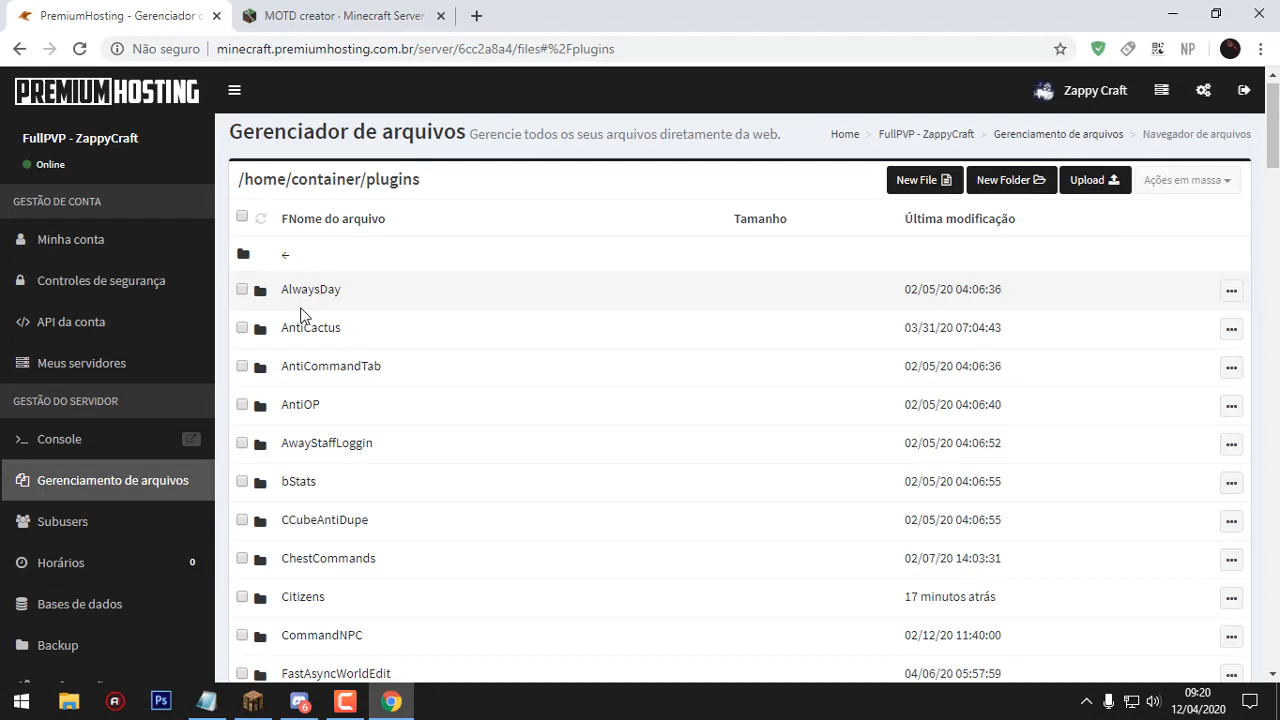 PremiumHosting - Gerenciador c
MOTD creator · Minecraft Server
Não seguro
minecraft.premiumhosting.com.br/server/6cc2a8a4/files#%2Fplugins
NP
PREMIUMHOSTING
Zappy Craft
FullPVP - ZappyCraft
Online
GESTÃO DE CONTA
Minha conta
Controles de segurança
API da conta
Meus servidores
GESTÃO DO SERVIDOR
Console
Gerenciamento de arquivos
Subusers
Horários 0
Bases de dados
Backup
Gerenciador de arquivos Gerencie todos os seus arquivos diretamente da web.
Home > FullPVP - ZappyCraft > Gerenciamento de arquivos > Navegador de arquivos
/home/container/plugins
New File
New Folder
Upload
Ações em massa
FNome do arquivo Tamanho Última modificação
←
AlwaysDay 02/05/20 04:06:36
AntiCactus 03/31/20 07:04:43
AntiCommandTab 02/05/20 04:06:36
AntiOP 02/05/20 04:06:40
AwayStaffLoggin 02/05/20 04:06:52
bStats 02/05/20 04:06:55
CCubeAntiDupe 02/05/20 04:06:55
ChestCommands 02/07/20 14:03:31
Citizens 17 minutos atrás
CommandNPC 02/12/20 11:40:00
FastAsyncWorldEdit 04/06/20 05:57:59
Ps
6
09:20
12/04/2020